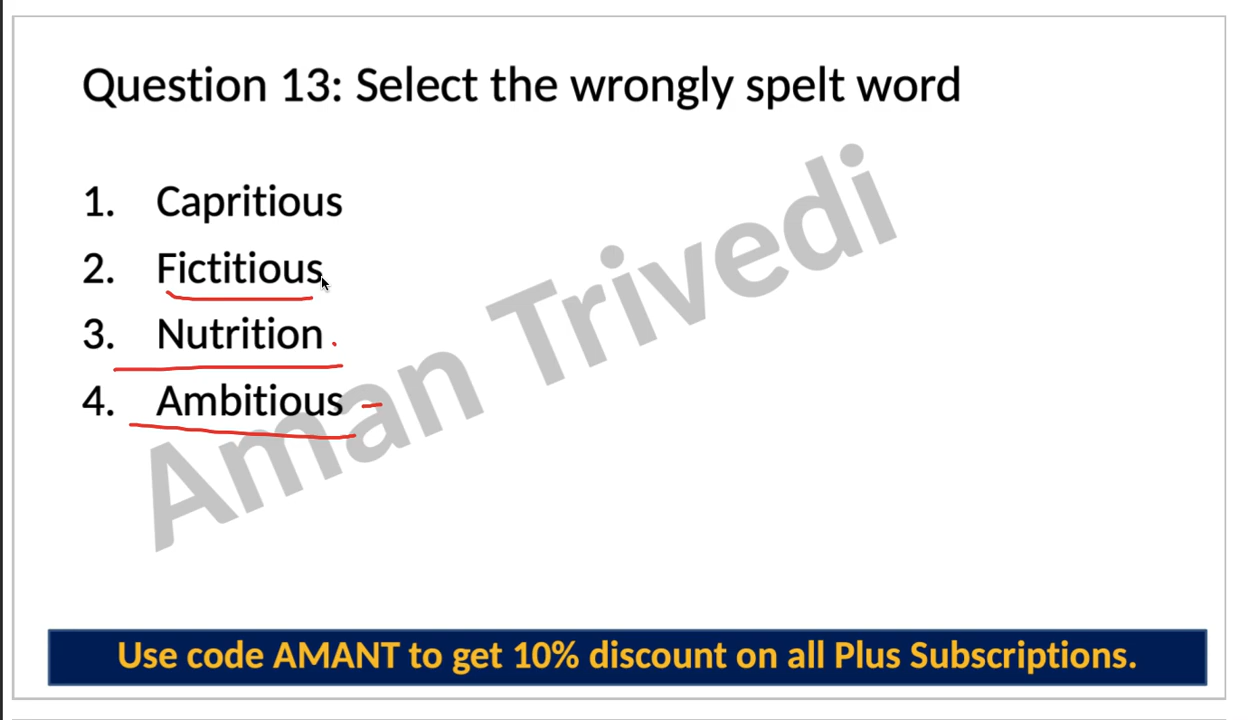 Question 13: Select the wrongly spelt word
1. Capritious
2. Fictitious
3. Nutrition
4. Ambitious
Aman Trivedi
Use code AMANT to get 10% discount on all Plus Subscriptions.